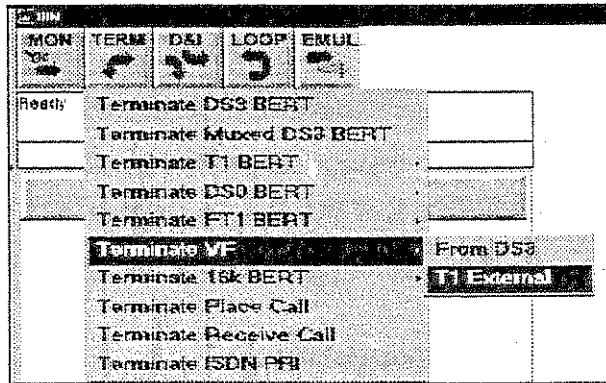 MON TERM D&I LOOP EMUL
Ready
Terminate DS3 BERT
Terminate Muxed DS3 BERT
Terminate T1 BERT
Terminate DS0 BERT
Terminate FT1 BERT
Terminate VF
From DS3
Terminate 16k BERT
T1 External
Terminate Place Call
Terminate Receive Call
Terminate ISDN PRI